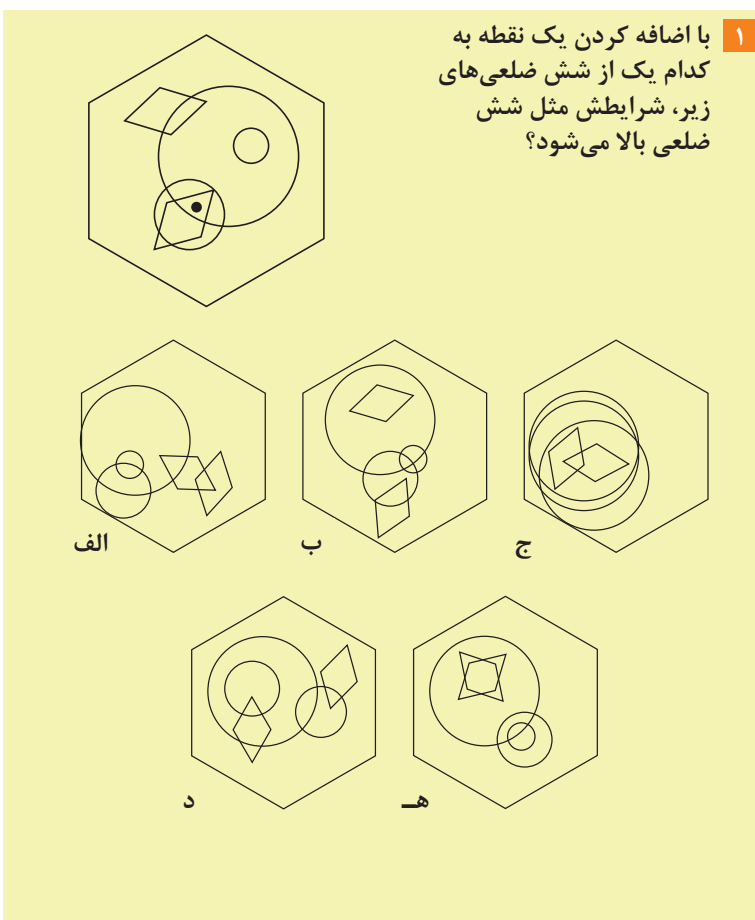 ۱ با اضافه کردن یک نقطه به
کدام یک از شش ضلعی‌های
زیر، شرایطش مثل شش
ضلعی بالا می‌شود؟
ج
ب
الف
هـ
د